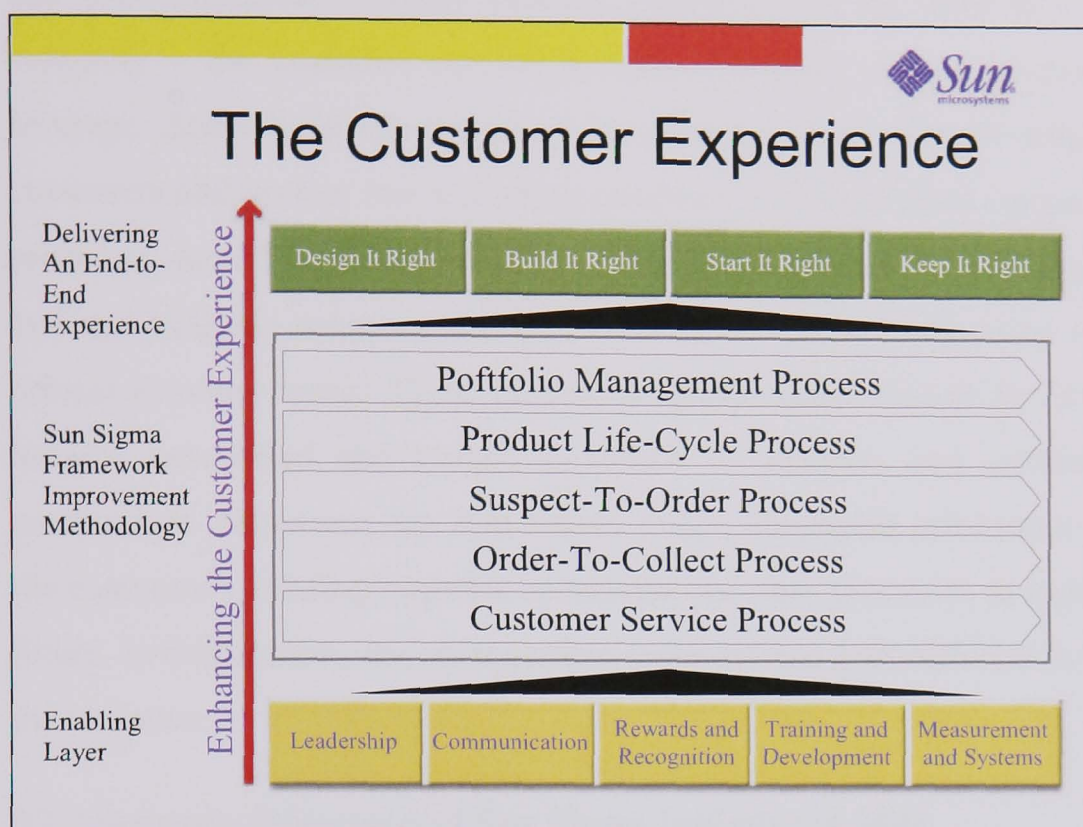 Sun
microsystems
The Customer Experience
Delivering
An End-to-
End
Experience
Enhancing the Customer Experience
Design It Right
Build It Right
Start It Right
Keep It Right
Sun Sigma
Framework
Improvement
Methodology
Poftfolio Management Process
Product Life-Cycle Process
Suspect-To-Order Process
Order-To-Collect Process
Customer Service Process
Enabling
Layer
Leadership
Communication
Rewards and
Recognition
Training and
Development
Measurement
and Systems